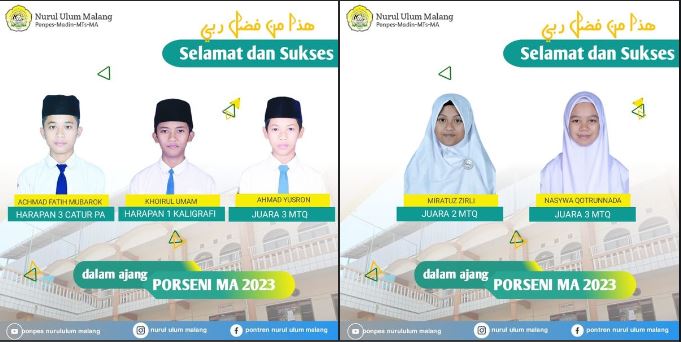 Nurul Ulum Malang
Ponpes-Madin-MTs-MA
هذا من فضل ربي
Selamat dan Sukses
ACHMAD FATIH MUBAROK
HARAPAN 3 CATUR PA
KHOIRUL UMAM
HARAPAN 1 KALIGRAFI
AHMAD YUSRON
JUARA 3 MTQ
dalam ajang
PORSENI MA 2023
ponpes nurululum malang
nurul ulum malang
pontren nurul ulum malang
Nurul Ulum Malang
Ponpes-Madin-MTs-MA
هذا من فضل ربي
Selamat dan Sukses
MIRATUZ ZIRLI
JUARA 2 MTQ
NASYWA QOTRUNNADA
JUARA 3 MTQ
dalam ajang
PORSENI MA 2023
ponpes nurululum malang
nurul ulum malang
pontren nurul ulum malang